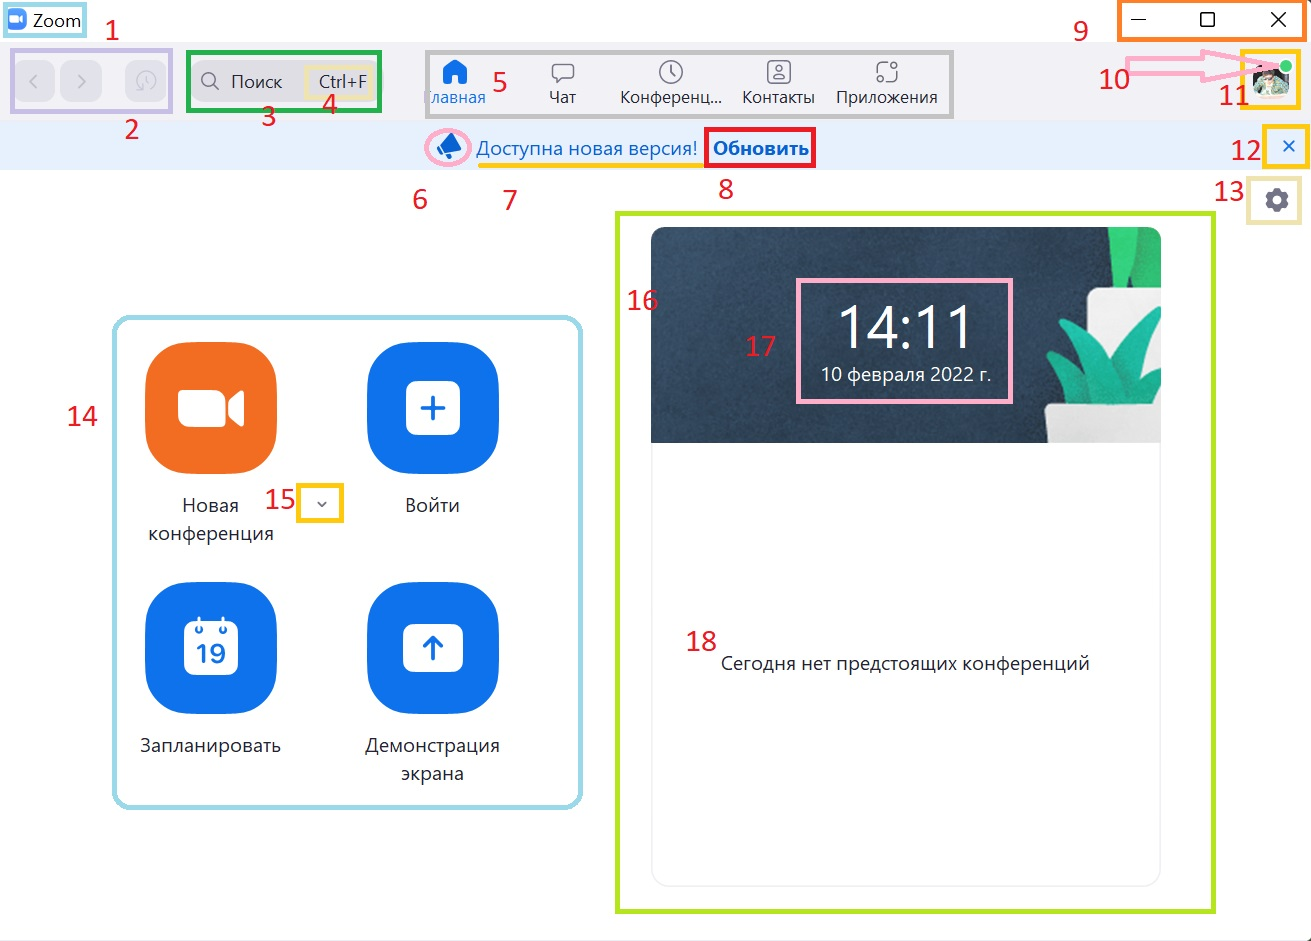 Zoom
1
9
Поиск
Ctrl+F
Главная
5
Чат
Конференц...
Контакты
Приложения
10
11
2
3
4
Доступна новая версия!
Обновить
12
6
7
8
13
16
14:11
17
10 февраля 2022 г.
14
15
Новая
конференция
Войти
19
18
Сегодня нет предстоящих конференций
Запланировать
Демонстрация
экрана